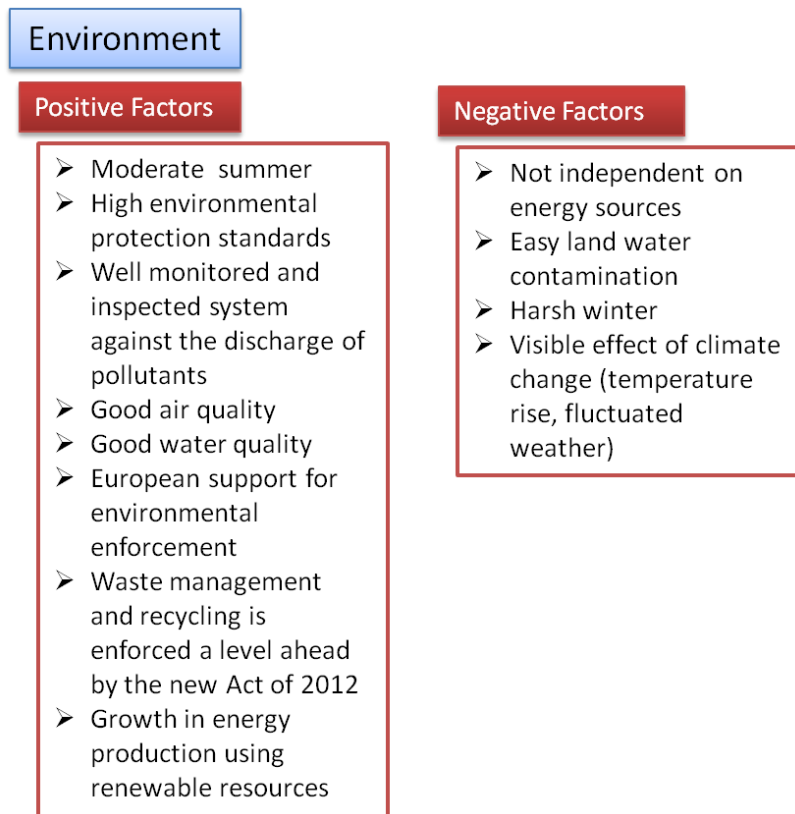 Environment
Positive Factors
➢ Moderate summer
➢ High environmental
protection standards
➢ Well monitored and
inspected system
against the discharge of
pollutants
➢ Good air quality
➢ Good water quality
➢ European support for
environmental
enforcement
➢ Waste management
and recycling is
enforced a level ahead
by the new Act of 2012
➢ Growth in energy
production using
renewable resources
Negative Factors
➢ Not independent on
energy sources
➢ Easy land water
contamination
➢ Harsh winter
➢ Visible effect of climate
change (temperature
rise, fluctuated
weather)